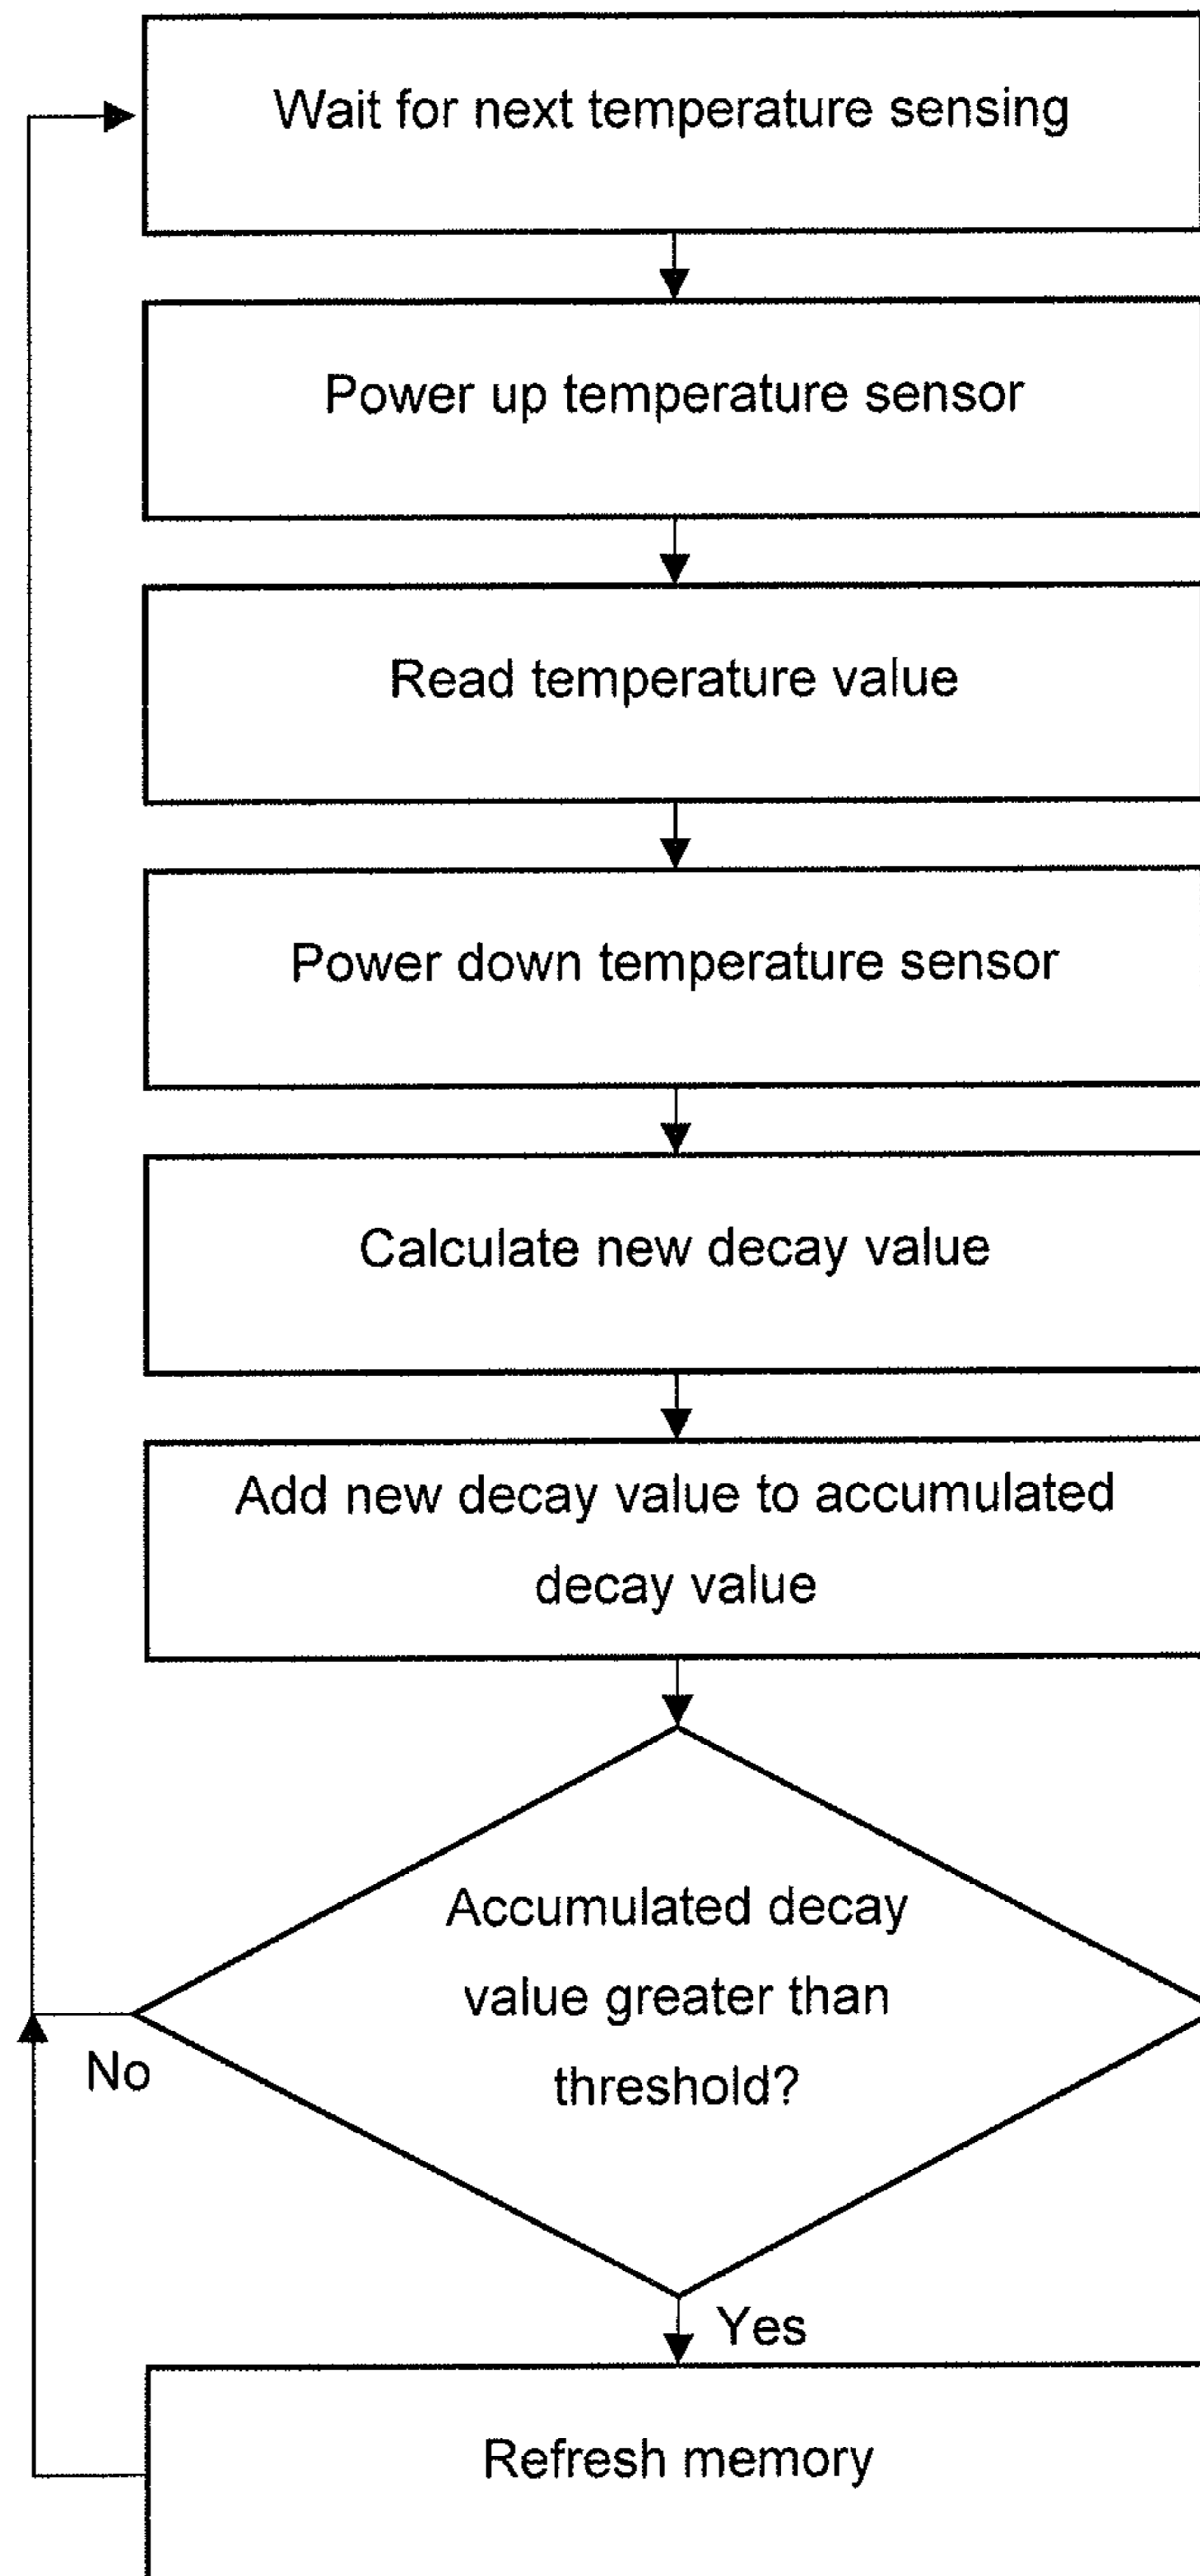 Wait for next temperature sensing
Power up temperature sensor
Read temperature value
Power down temperature sensor
Calculate new decay value
Add new decay value to accumulated
decay value
Accumulated decay
value greater than
threshold?
No
Yes
Refresh memory